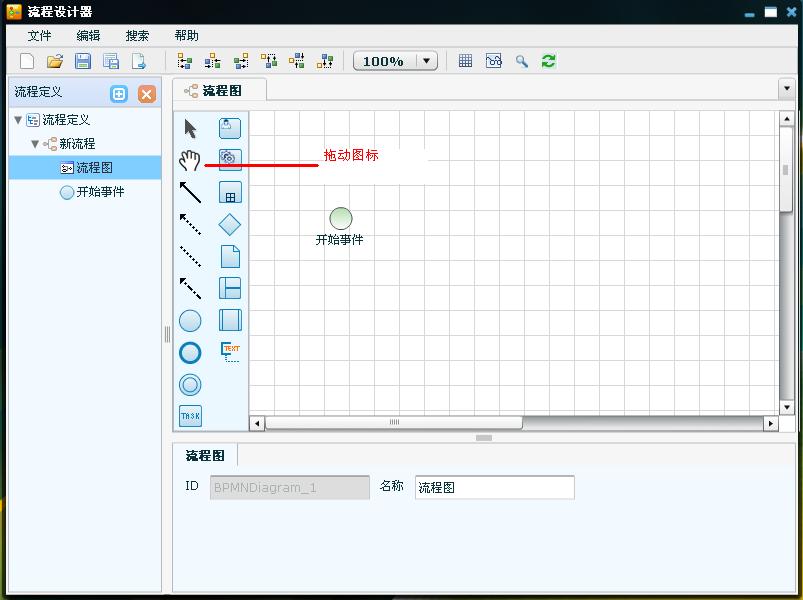 流程设计器
文件 编辑 搜索 帮助
100%
流程定义
流程图
流程定义
新流程
流程图
开始事件
拖动图标
开始事件
TEXT
TASK
流程图
ID BPMNDiagram_1 名称 流程图